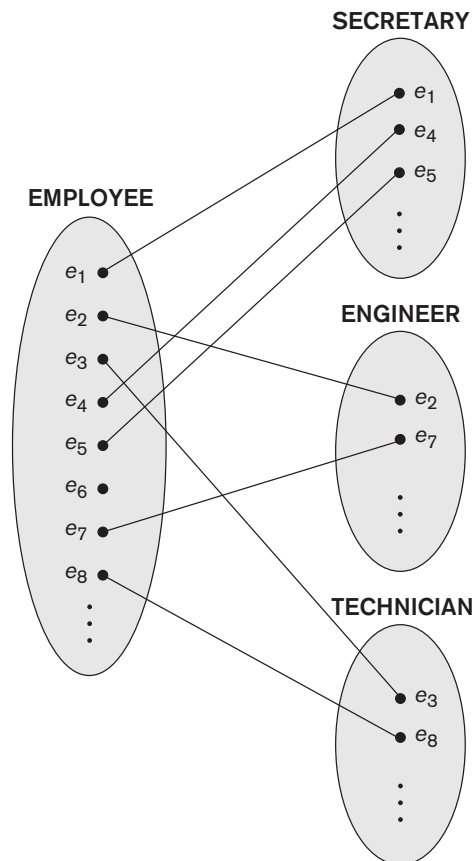 SECRETARY
e1
e4
e5
EMPLOYEE
e1
e2
e3
e4
e5
e6
e7
e8
ENGINEER
e2
e7
TECHNICIAN
e3
e8